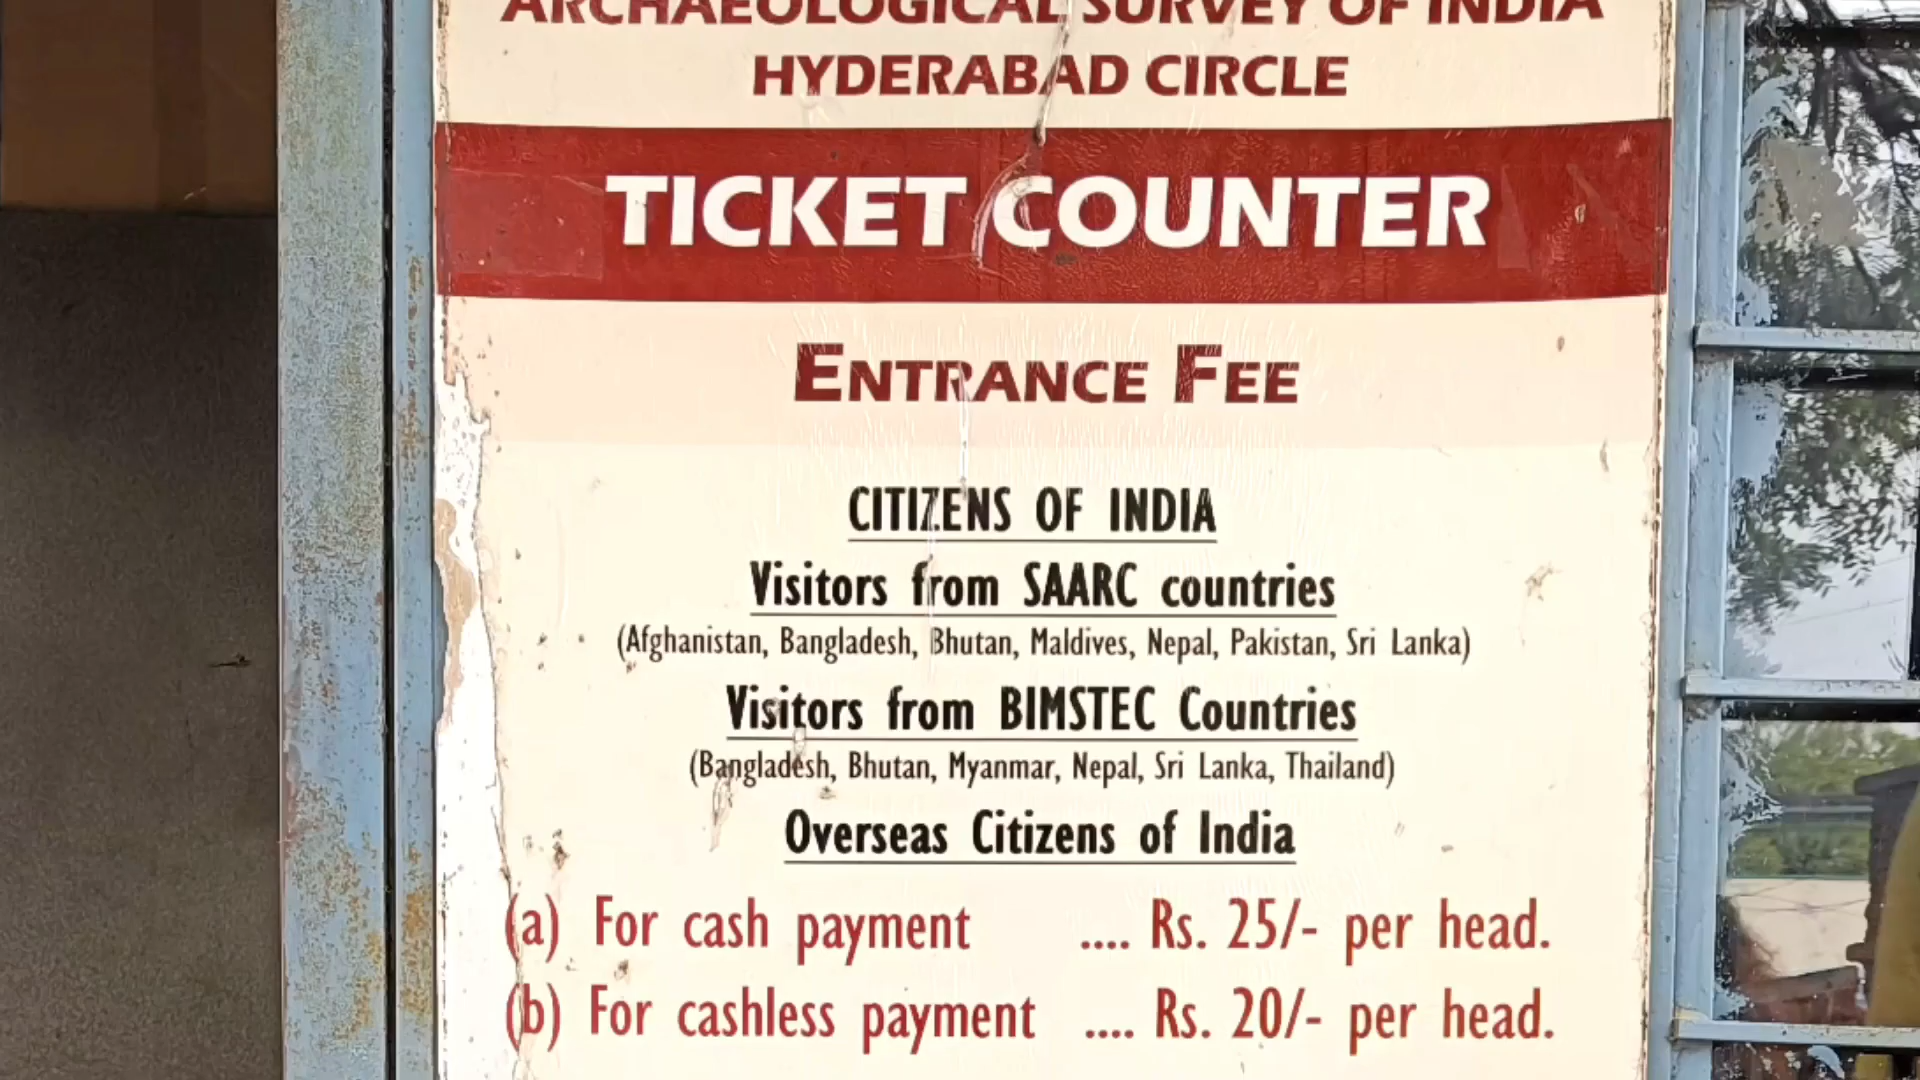 ARCHAEOLOGICAL SURVEY OF INDIA
HYDERABAD CIRCLE
TICKET COUNTER
ENTRANCE FEE
CITIZENS OF INDIA
Visitors from SAARC countries
(Afghanistan, Bangladesh, Bhutan, Maldives, Nepal, Pakistan, Sri Lanka)
Visitors from BIMSTEC Countries
(Bangladesh, Bhutan, Myanmar, Nepal, Sri Lanka, Thailand)
Overseas Citizens of India
(a) For cash payment .... Rs. 25/- per head.
(b) For cashless payment .... Rs. 20/- per head.